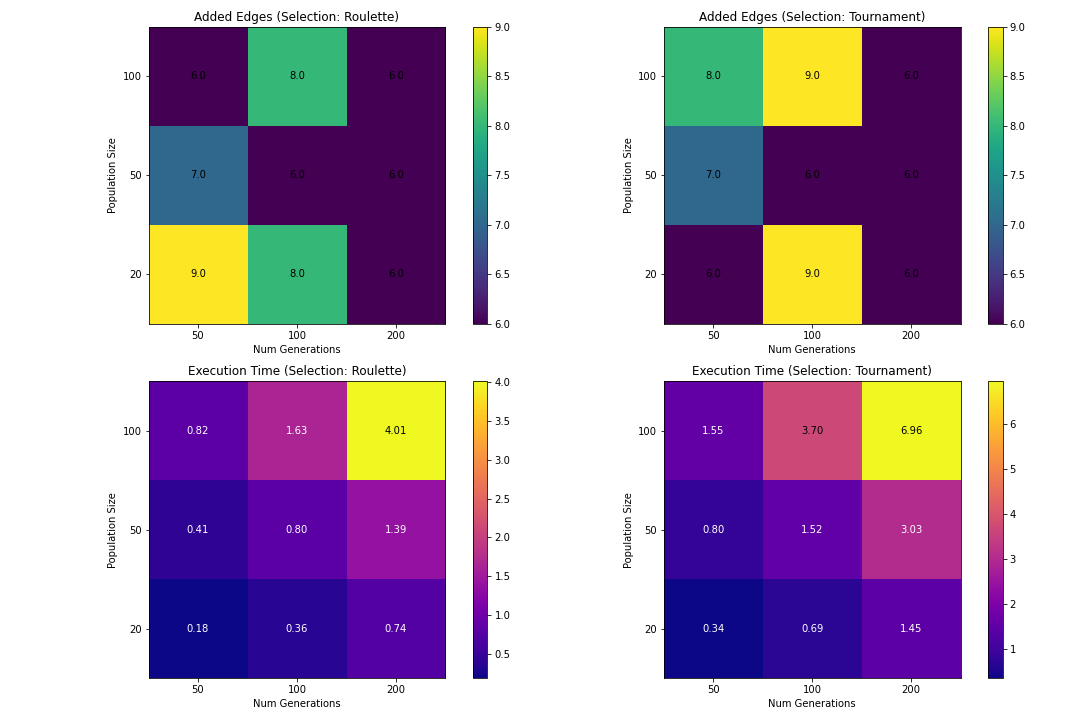 Added Edges (Selection: Roulette)
Population Size
100
50
20
6.0 8.0 6.0
7.0 6.0 6.0
9.0 8.0 6.0
50 100 200
Num Generations
9.0
8.5
8.0
7.5
7.0
6.5
6.0
Added Edges (Selection: Tournament)
Population Size
100
50
20
8.0 9.0 6.0
7.0 6.0 6.0
6.0 9.0 6.0
50 100 200
Num Generations
9.0
8.5
8.0
7.5
7.0
6.5
6.0
Execution Time (Selection: Roulette)
Population Size
100
50
20
0.82 1.63 4.01
0.41 0.80 1.39
0.18 0.36 0.74
50 100 200
Num Generations
4.0
3.5
3.0
2.5
2.0
1.5
1.0
0.5
Execution Time (Selection: Tournament)
Population Size
100
50
20
1.55 3.70 6.96
0.80 1.52 3.03
0.34 0.69 1.45
50 100 200
Num Generations
6
5
4
3
2
1